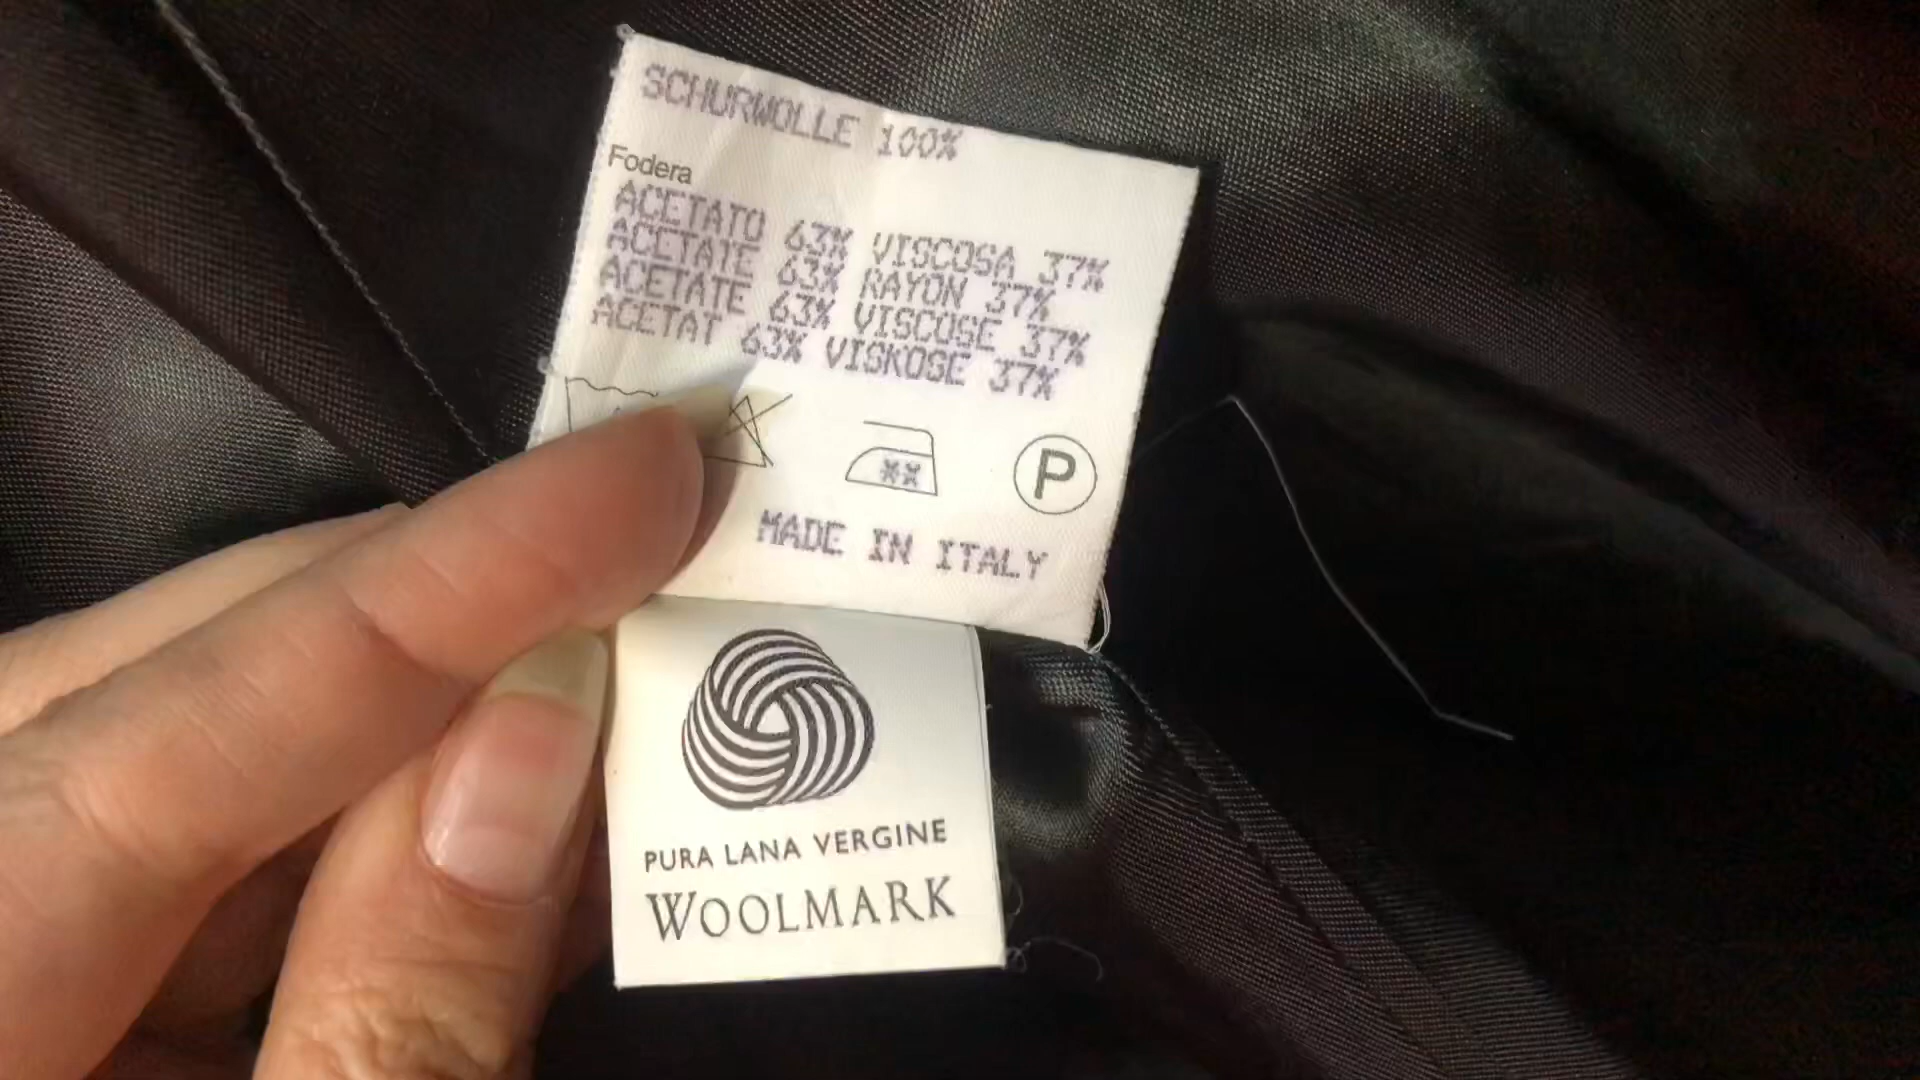 SCHURWOLLE 100%
Fodera
ACETATO 63% VISCOSA 37%
ACETATE 63% RAYON 37%
ACETATE 63% VISCOSE 37%
ACETAT 63% VISKOSE 37%
**
P
MADE IN ITALY
PURA LANA VERGINE
WOOLMARK